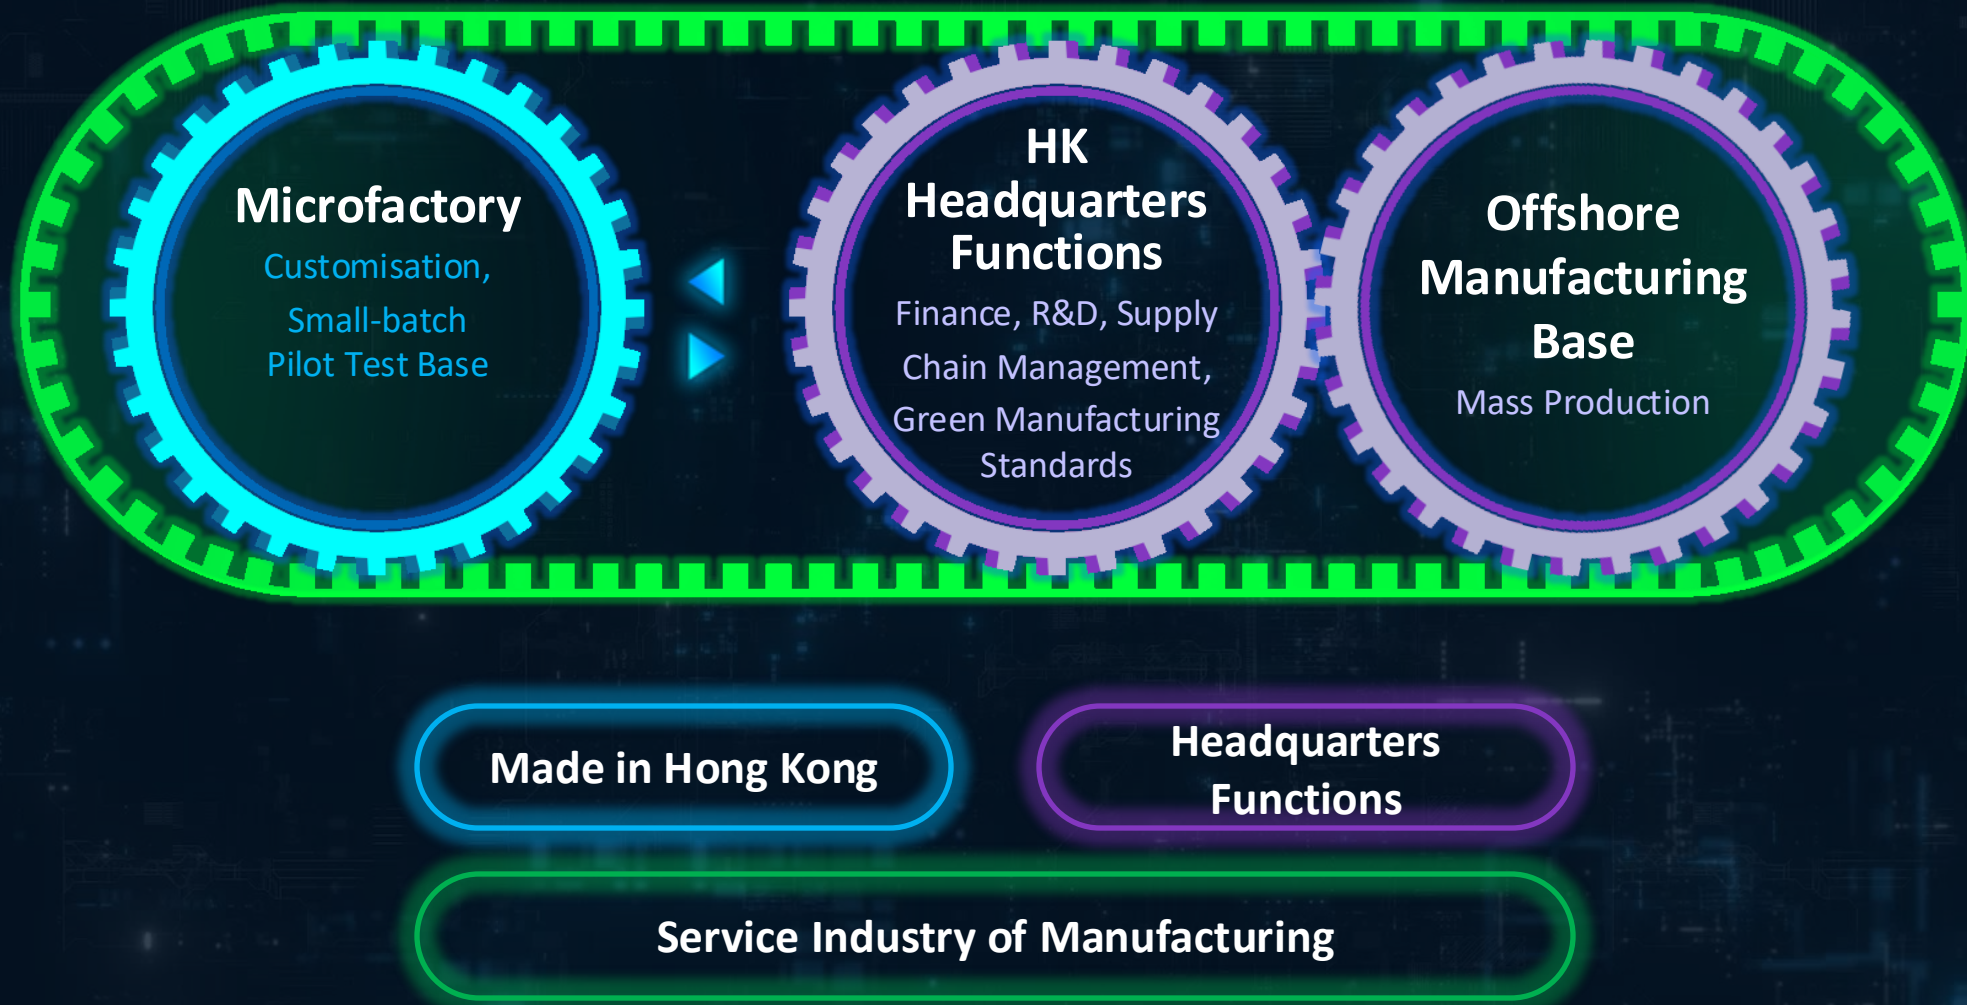 Microfactory
Customisation,
Small-batch
Pilot Test Base
HK
Headquarters
Functions
Finance, R&D, Supply
Chain Management,
Green Manufacturing
Standards
Offshore
Manufacturing
Base
Mass Production
Made in Hong Kong
Headquarters
Functions
Service Industry of Manufacturing